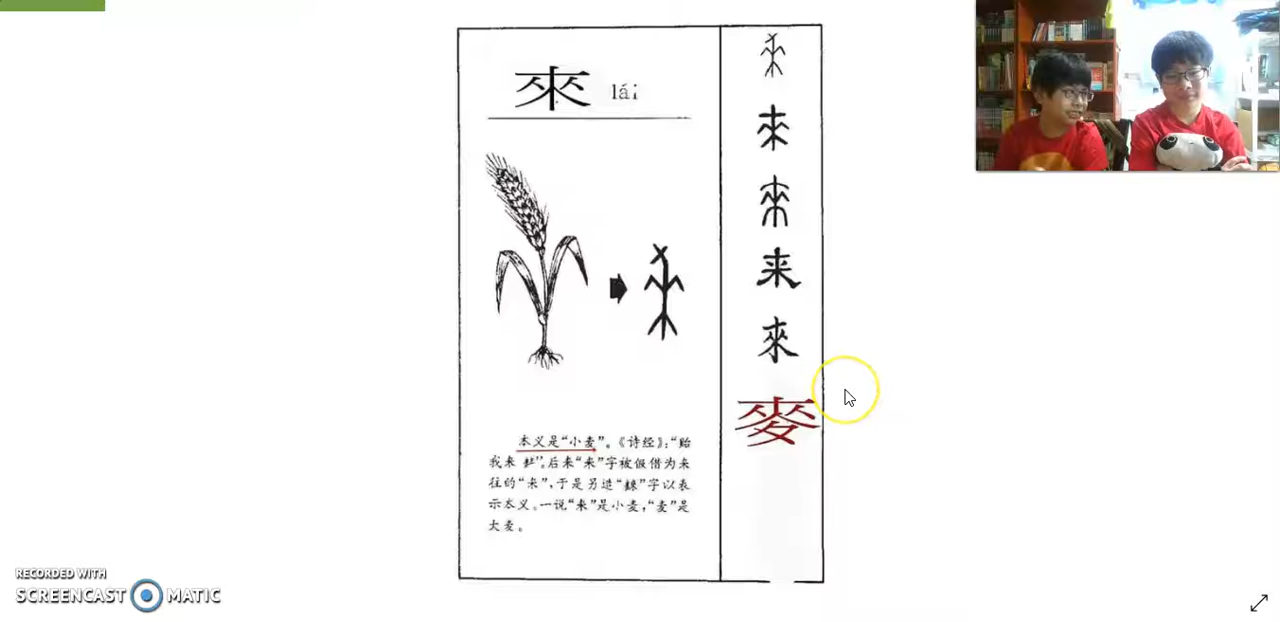 來 lái
本义是“小麦”。《诗经》：“贻
我来
”。后来“来”字被假借为来
往的“来”，于是另造“
”字以表
示本义。一说“来”是小麦，“麦”是
大麦。
来
來
麥
RECORDED WITH
SCREENCAST MATIC